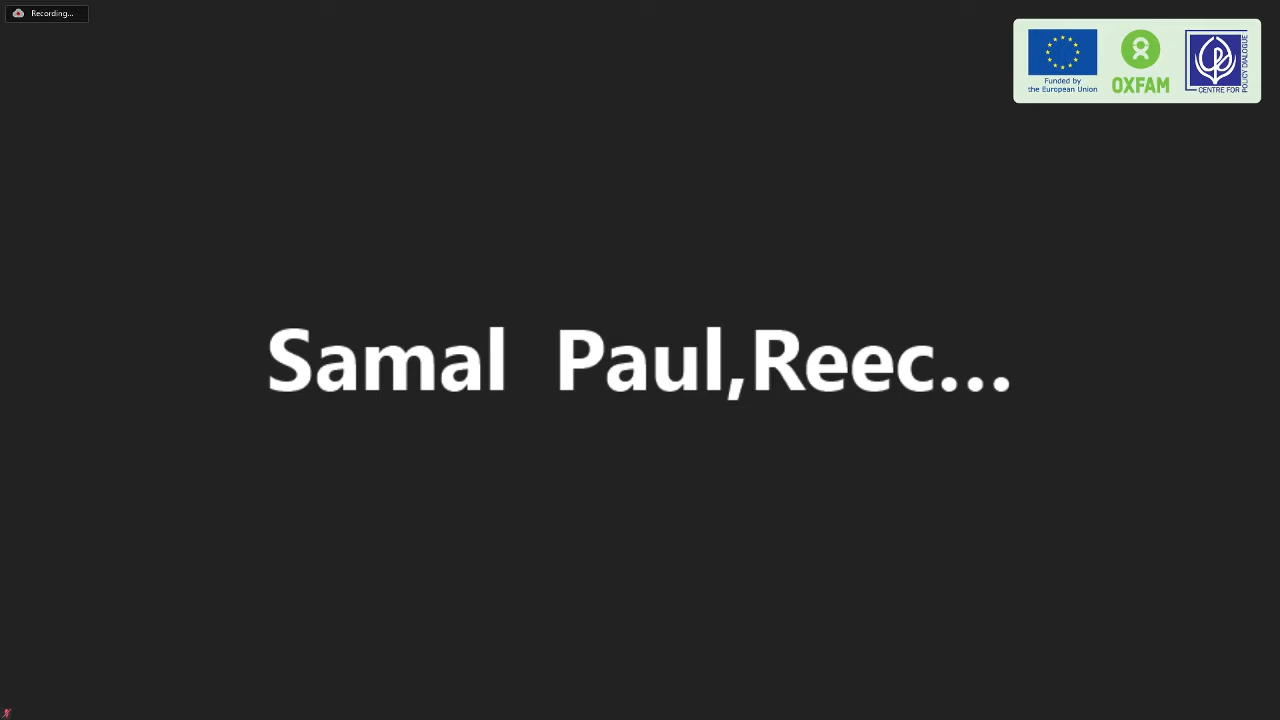 Recording...
Funded by
the European Union
OXFAM
CENTRE FOR
POLICY DIALOGUE
Samal  Paul,Reec...